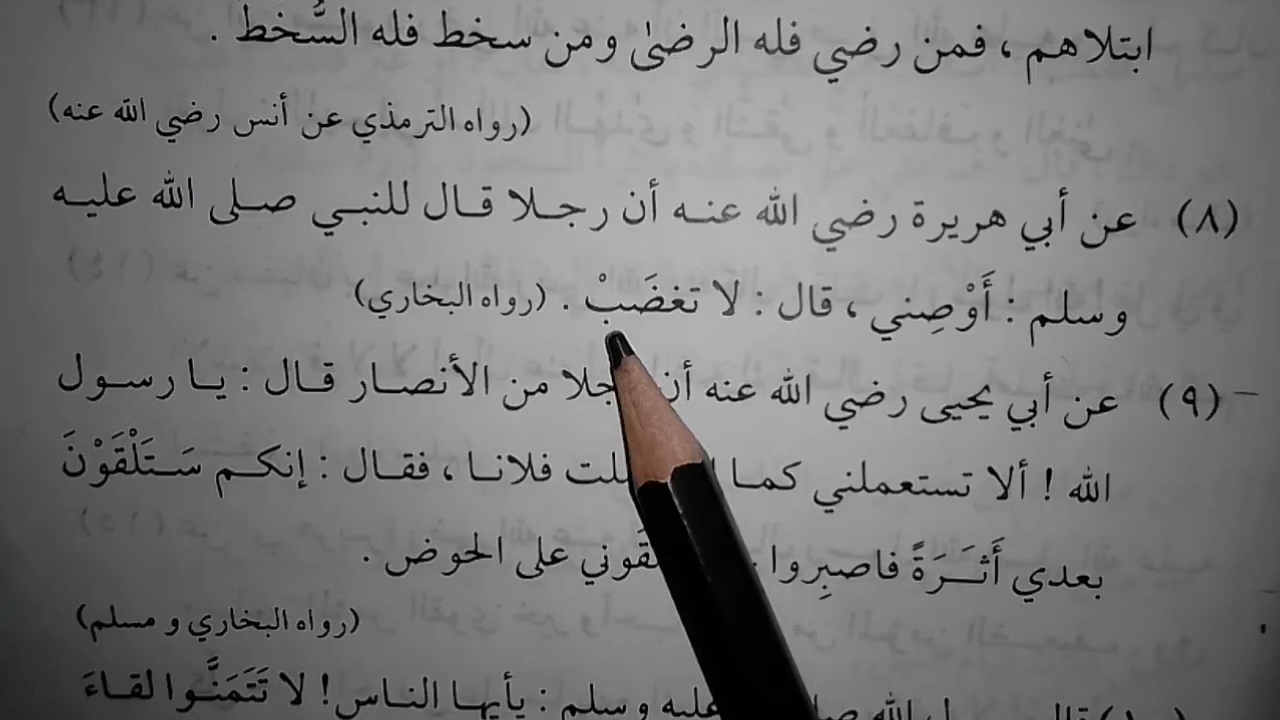 ابتلاهم ، فمن رضي فله الرضىٰ ومن سخط فله السُّخط .
(رواه الترمذي عن أنس رضي الله عنه)
(٨) عن أبي هريرة رضي الله عنه أن رجلا قال للنبي صلى الله عليه
وسلم : أَوْصِني ، قال : لا تغضَبْ . (رواه البخاري)
(٩) عن أبي يحيى رضي الله عنه أن من الأنصار قال : يا رسول
الله ! ألا تستعملني كما فلانا ، فقال : إنكم سَتَلْقَوْنَ
بعدي أَثَرَةً فاصبِروا على الحوض .
(رواه البخاري و مسلم)
قال الله عليه وسلم : يأيها الناس ! لا تَتَمَنَّوا لقاءَ